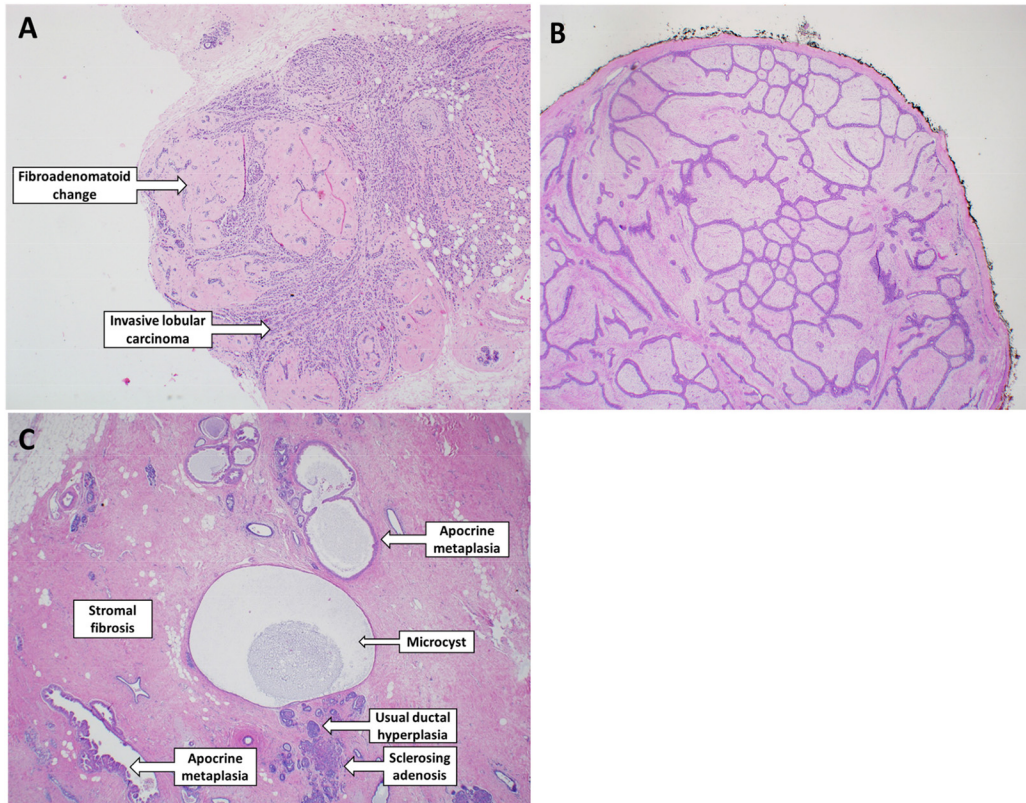 A
Fibroadenomatoid
change
Invasive lobular
carcinoma
B
C
Apocrine
metaplasia
Stromal
fibrosis
Microcyst
Usual ductal
hyperplasia
Apocrine
metaplasia
Sclerosing
adenosis